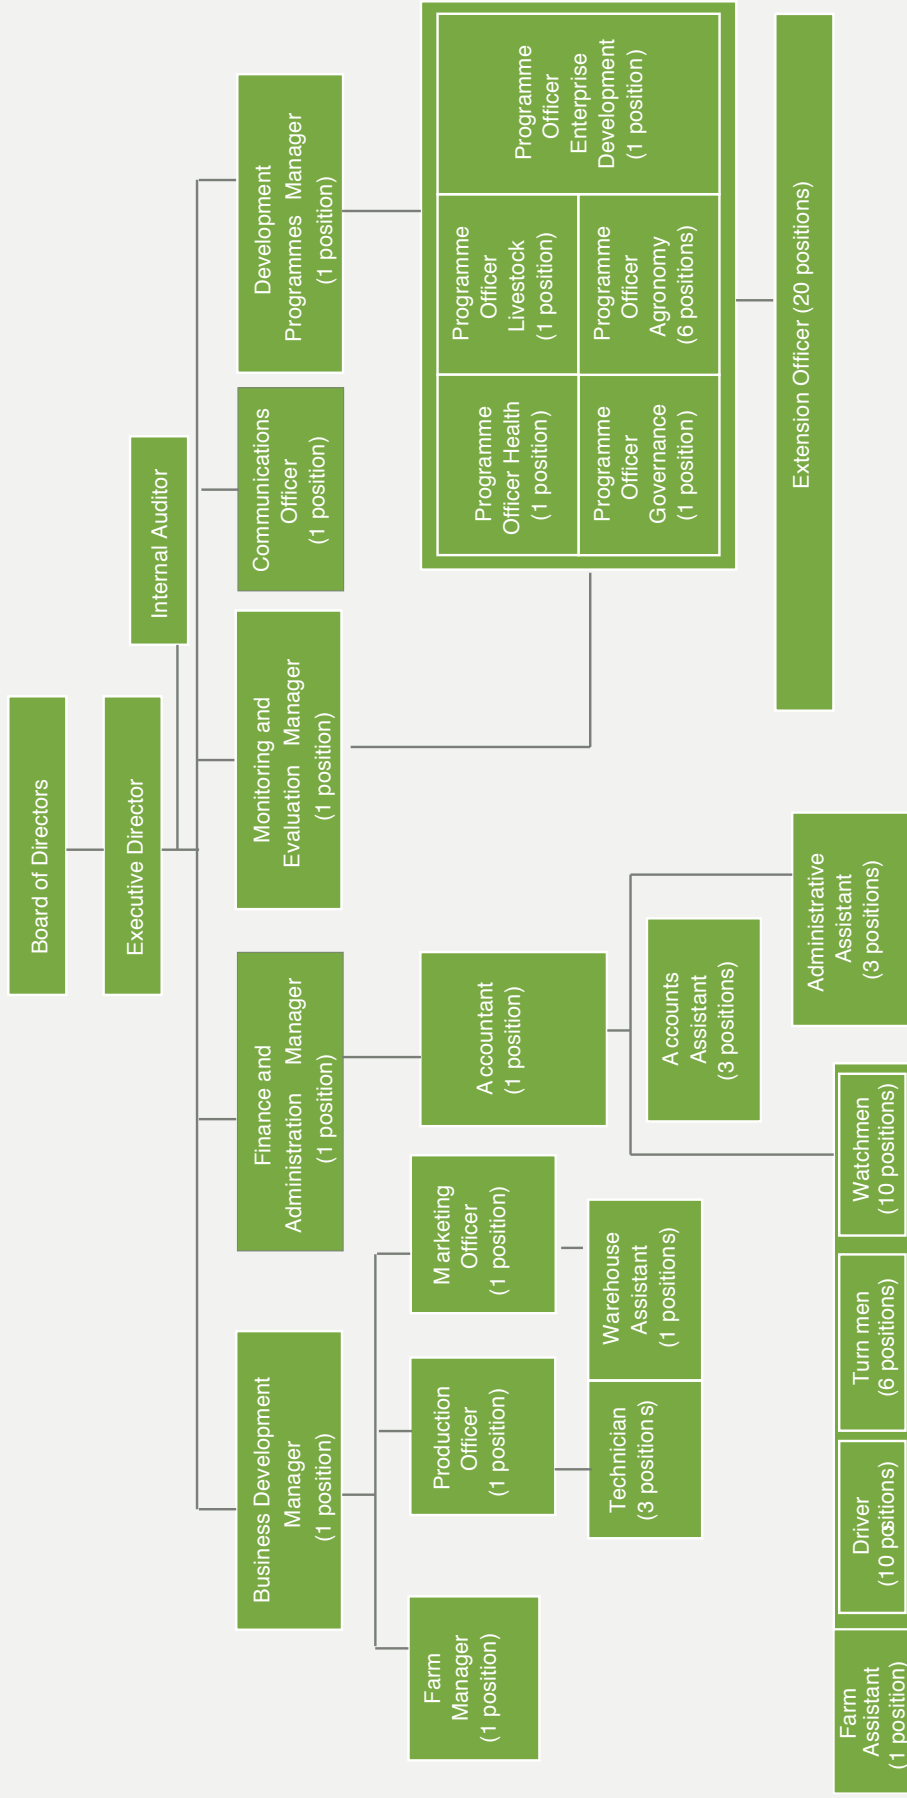 Board of Directors
Executive Director
Internal Auditor
Business Development
Manager
(1 position)
Finance and
Administration Manager
(1 position)
Monitoring and
Evaluation Manager
(1 position)
Communications
Officer
(1 position)
Development
Programmes Manager
(1 position)
Farm
Manager
(1 position)
Production
Officer
(1 position)
Marketing
Officer
(1 position)
Accountant
(1 position)
Programme
Officer Health
(1 position)
Programme
Officer
Livestock
(1 position)
Programme
Officer
Enterprise
Development
(1 position)
Programme
Officer
Governance
(1 position)
Programme
Officer
Agronomy
(6 positions)
Technician
(3 positions)
Warehouse
Assistant
(1 positions)
Accounts
Assistant
(3 positions)
Administrative
Assistant
(3 positions)
Extension Officer (20 positions)
Farm
Assistant
(1 position)
Driver
(10 positions)
Turn men
(6 positions)
Watchmen
(10 positions)